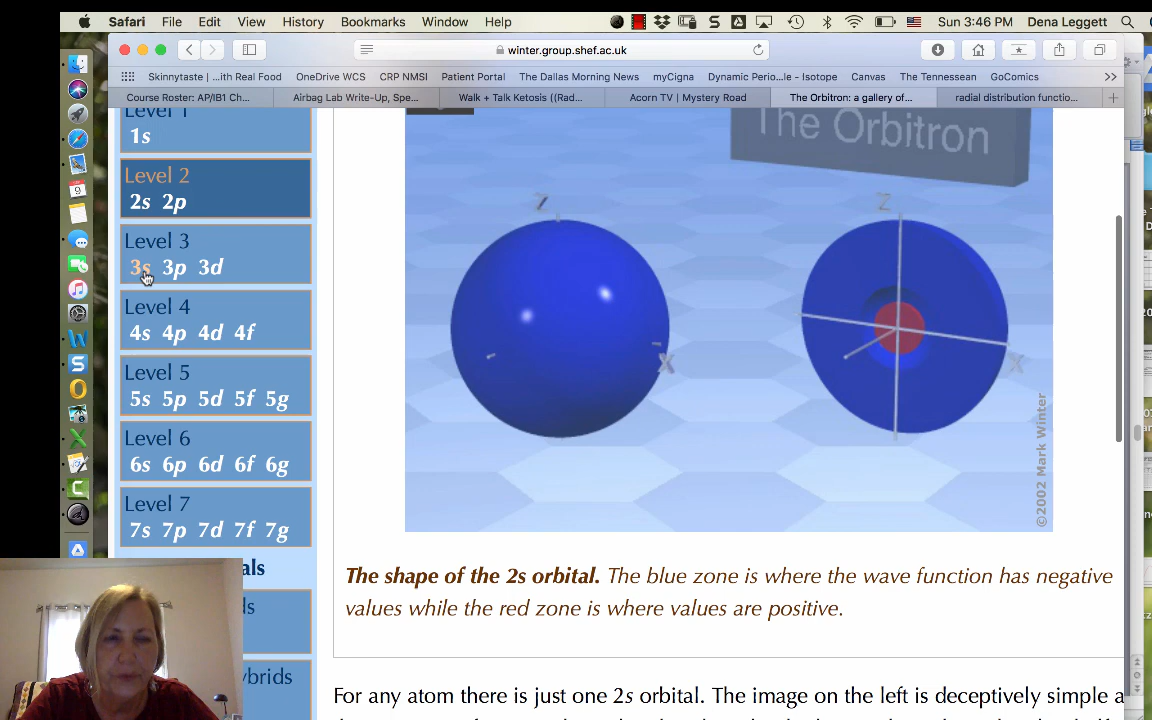 Safari File Edit View History Bookmarks Window Help Sun 3:46 PM Dena Leggett
winter.group.shef.ac.uk
Skinnytaste | ...ith Real Food OneDrive WCS CRP NMSI Patient Portal The Dallas Morning News myCigna Dynamic Perio...le - Isotope Canvas The Tennessean GoComics
Course Roster: AP/IB1 Ch... Airbag Lab Write-Up, Spe... Walk + Talk Ketosis ((Rad... Acorn TV | Mystery Road The Orbitron: a gallery of... radial distribution functio...
Level 1
1s
Level 2
2s 2p
Level 3
3s 3p 3d
Level 4
4s 4p 4d 4f
Level 5
5s 5p 5d 5f 5g
Level 6
6s 6p 6d 6f 6g
Level 7
7s 7p 7d 7f 7g
The Orbitron
Z
Z
X
X
©2002 Mark Winter
The shape of the 2s orbital. The blue zone is where the wave function has negative
values while the red zone is where values are positive.
For any atom there is just one 2s orbital. The image on the left is deceptively simple a